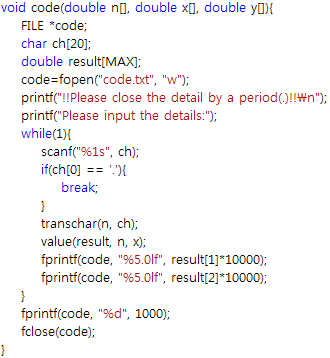 void code(double n[], double x[], double y[]){
FILE *code;
char ch[20];
double result[MAX];
code=fopen("code.txt", "w");
printf("!!Please close the detail by a period(.)!!₩n");
printf("Please input the details:");
while(1){
scanf("%1s", ch);
if(ch[0] == '.'){
break;
}
transchar(n, ch);
value(result, n, x);
fprintf(code, "%5.0lf", result[1]*10000);
fprintf(code, "%5.0lf", result[2]*10000);
}
fprintf(code, "%d", 1000);
fclose(code);
}